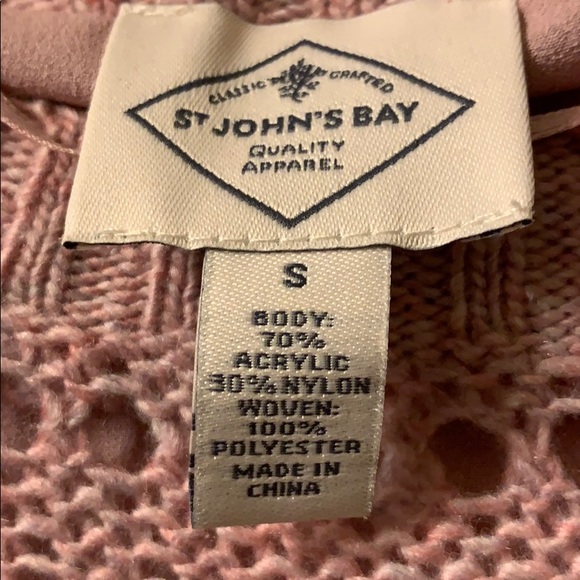 CLASSIC CRAFTED
ST JOHN'S BAY
QUALITY
APPAREL
S
BODY:
70%
ACRYLIC
30% NYLON
WOVEN:
100%
POLYESTER
MADE IN
CHINA